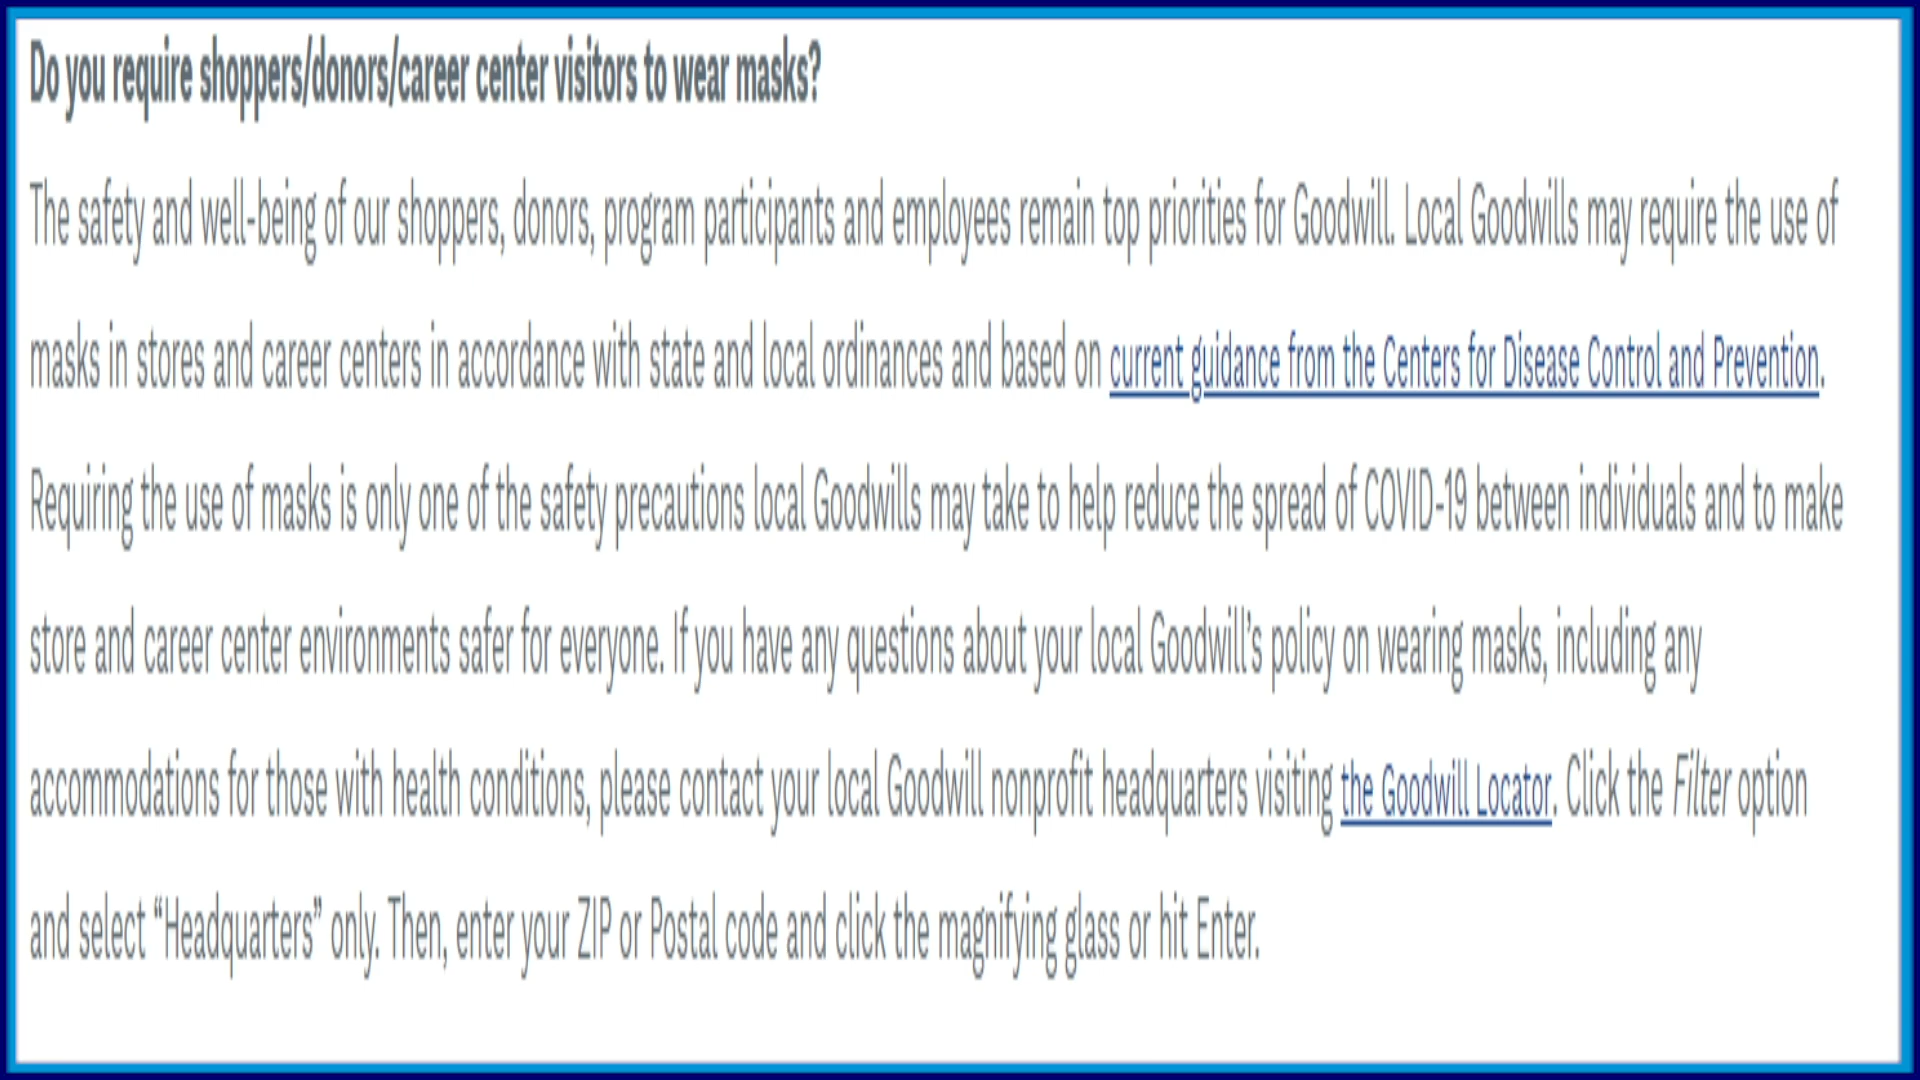 Do you require shoppers/donors/career center visitors to wear masks?
The safety and well-being of our shoppers, donors, program participants and employees remain top priorities for Goodwill. Local Goodwills may require the use of
masks in stores and career centers in accordance with state and local ordinances and based on current guidance from the Centers for Disease Control and Prevention.
Requiring the use of masks is only one of the safety precautions local Goodwills may take to help reduce the spread of COVID-19 between individuals and to make
store and career center environments safer for everyone. If you have any questions about your local Goodwill’s policy on wearing masks, including any
accommodations for those with health conditions, please contact your local Goodwill nonprofit headquarters visiting the Goodwill Locator. Click the Filter option
and select “Headquarters” only. Then, enter your ZIP or Postal code and click the magnifying glass or hit Enter.